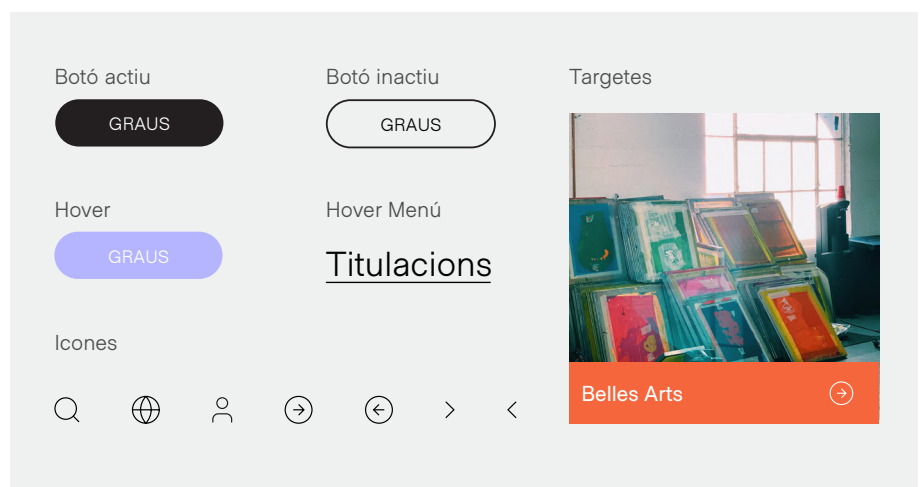 Botó actiu
GRAUS
Botó inactiu
GRAUS
Targetes
Hover
GRAUS
Hover Menú
Titulacions
Icones
Belles Arts